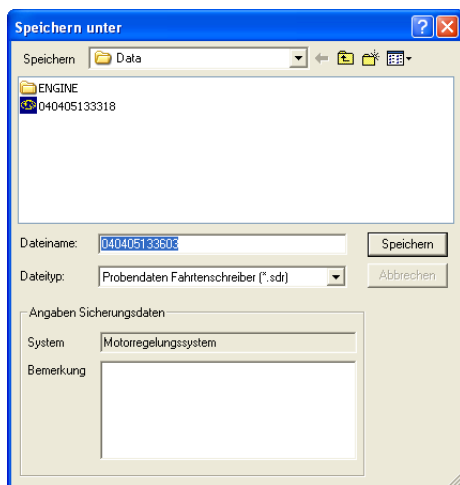 Speichern unter
Speichern Data
ENGINE
040405133318
Dateiname: 040405133603 Speichern
Dateityp: Probendaten Fahrtenschreiber (*.sdr) Abbrechen
Angaben Sicherungsdaten
System Motorregelungssystem
Bemerkung